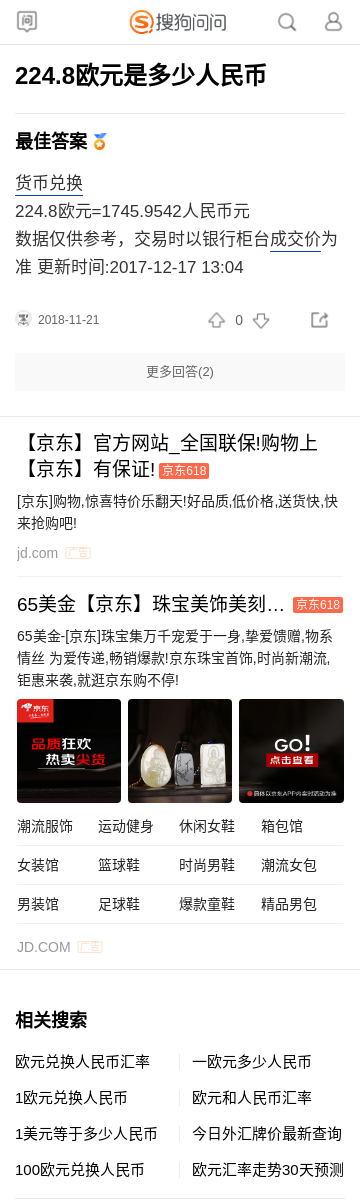 问
搜狗问问
224.8欧元是多少人民币
最佳答案
货币兑换
224.8欧元=1745.9542人民币元
数据仅供参考，交易时以银行柜台成交价为
准 更新时间:2017-12-17 13:04
2018-11-21
0
更多回答(2)
【京东】官方网站_全国联保!购物上
【京东】有保证! 京东618
[京东]购物,惊喜特价乐翻天!好品质,低价格,送货快,快
来抢购吧!
jd.com 广告
65美金【京东】珠宝美饰美刻… 京东618
65美金-[京东]珠宝集万千宠爱于一身,挚爱馈赠,物系
情丝 为爱传递,畅销爆款!京东珠宝首饰,时尚新潮流,
钜惠来袭,就逛京东购不停!
京东
品质狂欢
热卖尖货
GO!
点击查看
具体以京东APP内实时活动为准
潮流服饰 运动健身 休闲女鞋 箱包馆
女装馆 篮球鞋 时尚男鞋 潮流女包
男装馆 足球鞋 爆款童鞋 精品男包
JD.COM 广告
相关搜索
欧元兑换人民币汇率 一欧元多少人民币
1欧元兑换人民币 欧元和人民币汇率
1美元等于多少人民币 今日外汇牌价最新查询
100欧元兑换人民币 欧元汇率走势30天预测